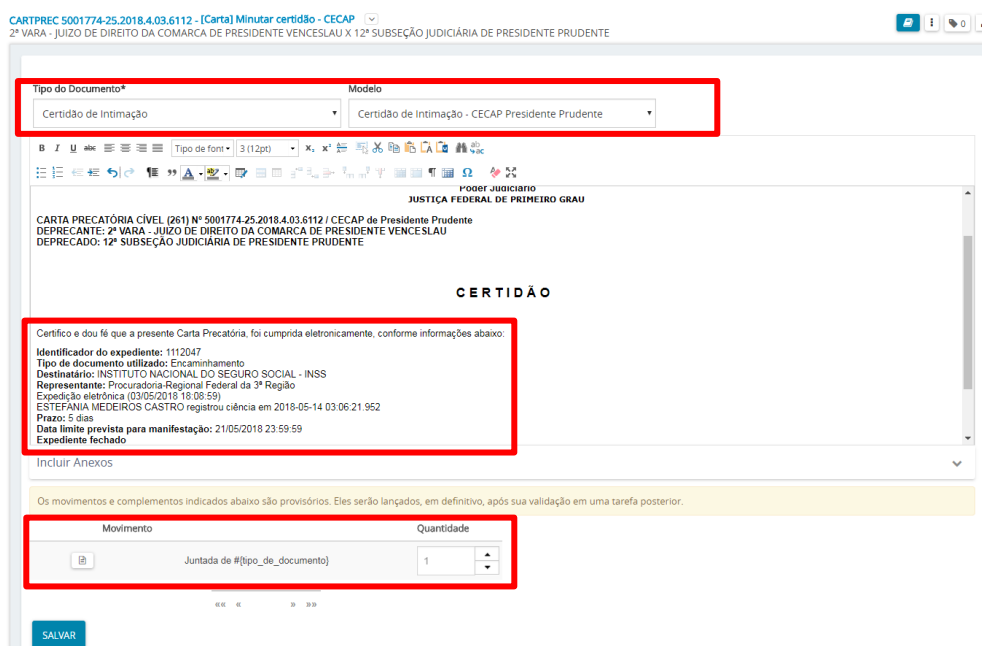 CARTPREC 5001774-25.2018.4.03.6112 - [Carta] Minutar certidão - CECAP
2ª VARA - JUIZO DE DIREITO DA COMARCA DE PRESIDENTE VENCESLAU X 12ª SUBSEÇÃO JUDICIÁRIA DE PRESIDENTE PRUDENTE
0
Tipo do Documento* Modelo
Certidão de Intimação Certidão de Intimação - CECAP Presidente Prudente
B I U abc Tipo de font 3 (12pt) X₂ X²
A Ω
Poder Judiciário
JUSTIÇA FEDERAL DE PRIMEIRO GRAU
CARTA PRECATÓRIA CÍVEL (261) Nº 5001774-25.2018.4.03.6112 / CECAP de Presidente Prudente
DEPRECANTE: 2ª VARA - JUIZO DE DIREITO DA COMARCA DE PRESIDENTE VENCESLAU
DEPRECADO: 12ª SUBSEÇÃO JUDICIÁRIA DE PRESIDENTE PRUDENTE
C E R T I D Ã O
Certifico e dou fé que a presente Carta Precatória, foi cumprida eletronicamente, conforme informações abaixo:
Identificador do expediente: 1112047
Tipo de documento utilizado: Encaminhamento
Destinatário: INSTITUTO NACIONAL DO SEGURO SOCIAL - INSS
Representante: Procuradoria-Regional Federal da 3ª Região
Expedição eletrônica (03/05/2018 18:08:59)
ESTEFANIA MEDEIROS CASTRO registrou ciência em 2018-05-14 03:06:21.952
Prazo: 5 dias
Data limite prevista para manifestação: 21/05/2018 23:59:59
Expediente fechado
Incluir Anexos
Os movimentos e complementos indicados abaixo são provisórios. Eles serão lançados, em definitivo, após sua validação em uma tarefa posterior.
Movimento Quantidade
Juntada de #{tipo_de_documento} 1
«« « » »»
SALVAR